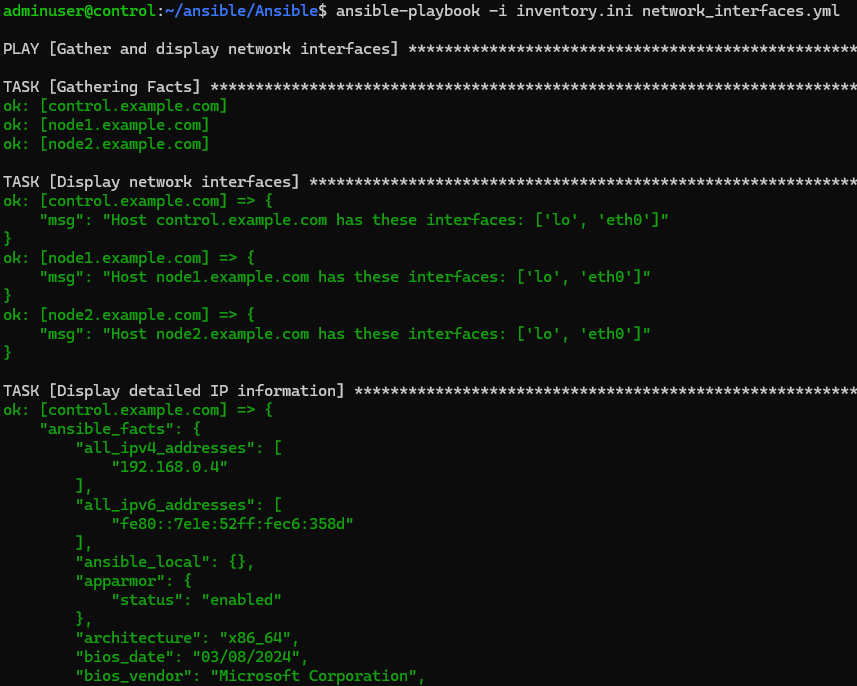 adminuser@control:~/ansible/Ansible$ ansible-playbook -i inventory.ini network_interfaces.yml
PLAY [Gather and display network interfaces] **************************************************
TASK [Gathering Facts] ************************************************************************
ok: [control.example.com]
ok: [node1.example.com]
ok: [node2.example.com]
TASK [Display network interfaces] *************************************************************
ok: [control.example.com] => {
    "msg": "Host control.example.com has these interfaces: ['lo', 'eth0']"
}
ok: [node1.example.com] => {
    "msg": "Host node1.example.com has these interfaces: ['lo', 'eth0']"
}
ok: [node2.example.com] => {
    "msg": "Host node2.example.com has these interfaces: ['lo', 'eth0']"
}
TASK [Display detailed IP information] ********************************************************
ok: [control.example.com] => {
    "ansible_facts": {
        "all_ipv4_addresses": [
            "192.168.0.4"
        ],
        "all_ipv6_addresses": [
            "fe80::7e1e:52ff:fec6:358d"
        ],
        "ansible_local": {},
        "apparmor": {
            "status": "enabled"
        },
        "architecture": "x86_64",
        "bios_date": "03/08/2024",
        "bios_vendor": "Microsoft Corporation",